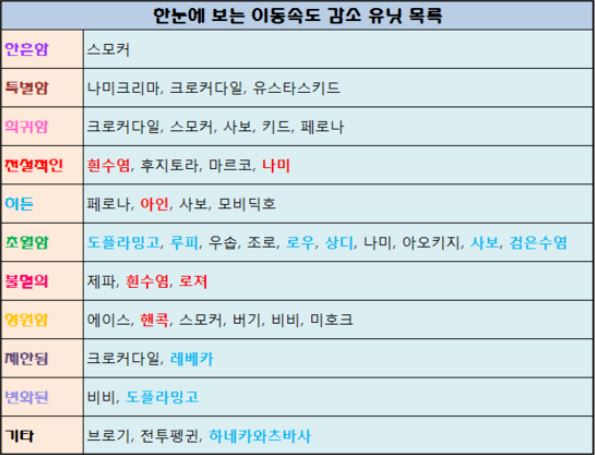 한눈에 보는 이동속도 감소 유닛 목록
안흔함 스모커
특별함 나미크리마, 크로커다일, 유스타스키드
희귀함 크로커다일, 스모커, 사보, 키드, 페로나
전설적인 흰수염, 후지토라, 마르코, 나미
히든 페로나, 아인, 사보, 모비딕호
초월함 도플라밍고, 루피, 우솝, 조로, 로우, 상디, 나미, 아오키지, 사보, 검은수염
불멸의 제파, 흰수염, 로져
영원함 에이스, 핸콕, 스모커, 버기, 비비, 미호크
제한됨 크로커다일, 레베카
변화된 비비, 도플라밍고
기타 브로기, 전투펭귄, 하네카와츠바사